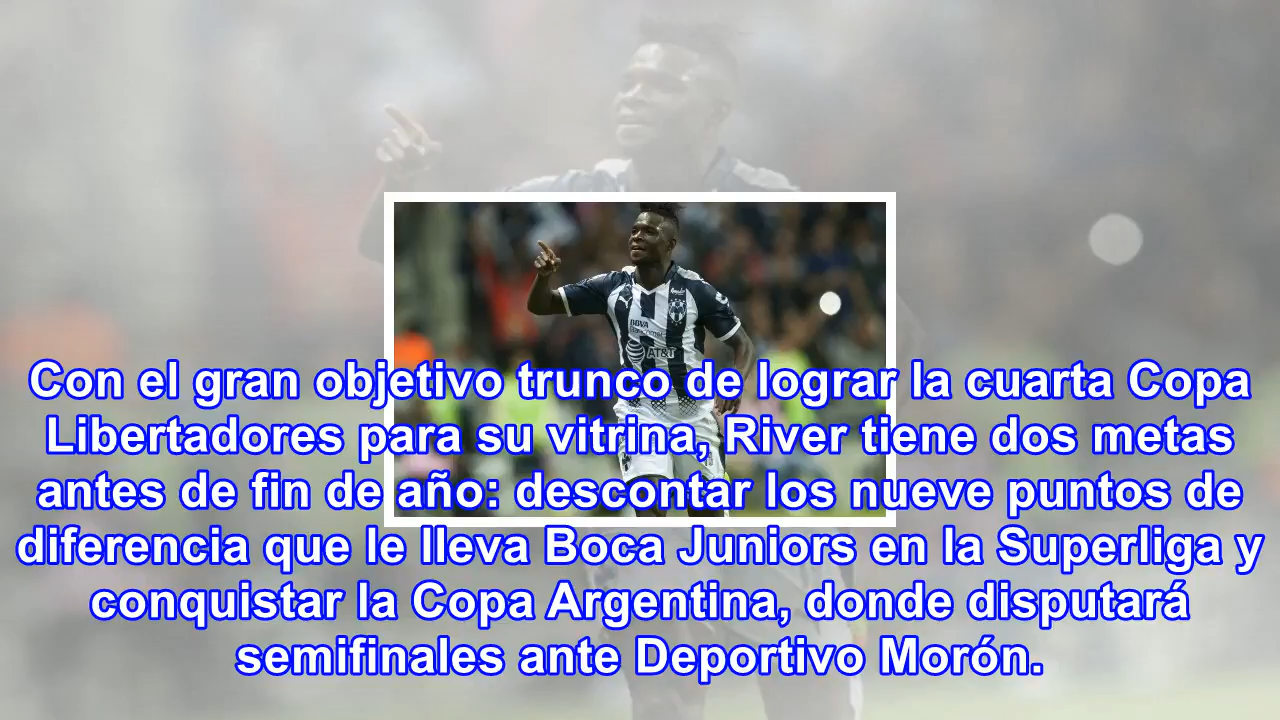 BBVA
AT&T
Con el gran objetivo trunco de lograr la cuarta Copa
Libertadores para su vitrina, River tiene dos metas
antes de fin de año: descontar los nueve puntos de
diferencia que le lleva Boca Juniors en la Superliga y
conquistar la Copa Argentina, donde disputará
semifinales ante Deportivo Morón.